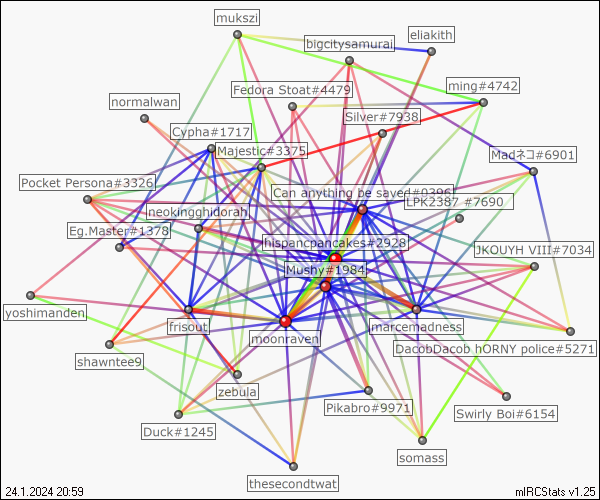 mukszi
eliakith
bigcitysamurai
ming#4742
Fedora Stoat#4479
normalwan
Silver#7938
Cypha#1717
Majestic#3375
Madネコ#6901
Pocket Persona#3326
Can anything be saved#0396
LPK2387 #7690
neokingghidorah
Eg.Master#1378
hispancpancakes#2928
JKOUYH VIII#7034
Mushy#1984
yoshimanden
frisout
marcemadness
moonraven
DacobDacob hORNY police#5271
shawntee9
zebula
Pikabro#9971
Swirly Boi#6154
Duck#1245
somass
thesecondtwat
24.1.2024 20:59
mIRCStats v1.25